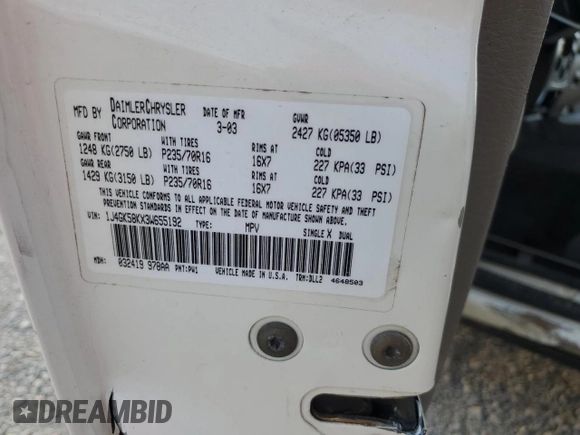 MFD BY DAIMLERCHRYSLER CORPORATION DATE OF MFR 3-03 GVWR 2427 KG(05350 LB)
GAWR FRONT WITH TIRES RIMS AT COLD
1248 KG(2750 LB) P235/70R16 16X7 227 KPA(33 PSI)
GAWR REAR WITH TIRES RIMS AT COLD
1429 KG(3150 LB) P235/70R16 16X7 227 KPA(33 PSI)
THIS VEHICLE CONFORMS TO ALL APPLICABLE FEDERAL MOTOR VEHICLE SAFETY AND THEFT
PREVENTION STANDARDS IN EFFECT ON THE DATE OF MANUFACTURE SHOWN ABOVE.
VIN: 1J4GK58KX3W655192 TYPE: MPV SINGLE X DUAL
MDH: 032419 978AA PNT: PW1 VEHICLE MADE IN U.S.A. TRM: DLL2 4648503
DREAMBID